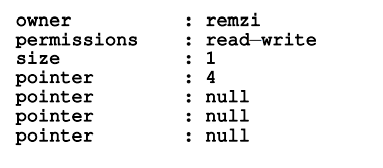 owner : remzi
permissions : read-write
size : 1
pointer : 4
pointer : null
pointer : null
pointer : null